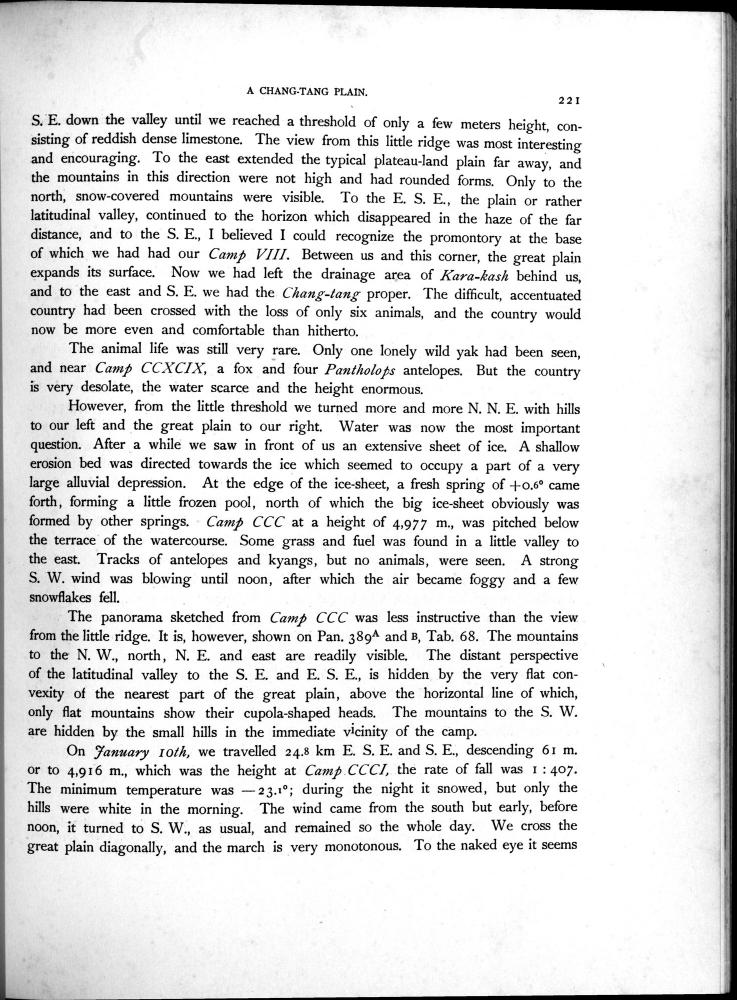 A CHANG-TANG PLAIN.
221
S. E. down the valley until we reached a threshold of only a few meters height, con-
sisting of reddish dense limestone. The view from this little ridge was most interesting
and encouraging. To the east extended the typical plateau-land plain far away, and
the mountains in this direction were not high and had rounded forms. Only to the
north, snow-covered mountains were visible. To the E. S. E., the plain or rather
latitudinal valley, continued to the horizon which disappeared in the haze of the far
distance, and to the S. E., I believed I could recognize the promontory at the base
of which we had had our Camp VIII. Between us and this corner, the great plain
expands its surface. Now we had left the drainage area of Kara-kash behind us,
and to the east and S. E. we had the Chang-tang proper. The difficult, accentuated
country had been crossed with the loss of only six animals, and the country would
now be more even and comfortable than hitherto.
The animal life was still very rare. Only one lonely wild yak had been seen,
and near Camp CCXCIX, a fox and four Pantholops antelopes. But the country
is very desolate, the water scarce and the height enormous.
However, from the little threshold we turned more and more N. N. E. with hills
to our left and the great plain to our right. Water was now the most important
question. After a while we saw in front of us an extensive sheet of ice. A shallow
erosion bed was directed towards the ice which seemed to occupy a part of a very
large alluvial depression. At the edge of the ice-sheet, a fresh spring of +0.6° came
forth, forming a little frozen pool, north of which the big ice-sheet obviously was
formed by other springs. Camp CCC at a height of 4,977 m., was pitched below
the terrace of the watercourse. Some grass and fuel was found in a little valley to
the east. Tracks of antelopes and kyangs, but no animals, were seen. A strong
S. W. wind was blowing until noon, after which the air became foggy and a few
snowflakes fell.
The panorama sketched from Camp CCC was less instructive than the view
from the little ridge. It is, however, shown on Pan. 389A and B, Tab. 68. The mountains
to the N. W., north, N. E. and east are readily visible. The distant perspective
of the latitudinal valley to the S. E. and E. S. E., is hidden by the very flat con-
vexity of the nearest part of the great plain, above the horizontal line of which,
only flat mountains show their cupola-shaped heads. The mountains to the S. W.
are hidden by the small hills in the immediate vicinity of the camp.
On January 10th, we travelled 24.8 km E. S. E. and S. E., descending 61 m.
or to 4,916 m., which was the height at Camp CCCI, the rate of fall was 1 : 407.
The minimum temperature was —23.1°; during the night it snowed, but only the
hills were white in the morning. The wind came from the south but early, before
noon, it turned to S. W., as usual, and remained so the whole day. We cross the
great plain diagonally, and the march is very monotonous. To the naked eye it seems